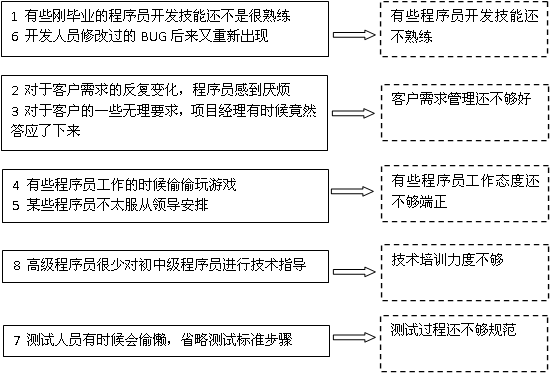 1 有些刚毕业的程序员开发技能还不是很熟练
6 开发人员修改过的 BUG 后来又重新出现
有些程序员开发技能还
不熟练
2 对于客户需求的反复变化，程序员感到厌烦
3 对于客户的一些无理要求，项目经理有时候竟然
答应了下来
客户需求管理还不够好
4 有些程序员工作的时候偷偷玩游戏
5 某些程序员不太服从领导安排
有些程序员工作态度还
不够端正
8 高级程序员很少对初中级程序员进行技术指导
技术培训力度不够
7 测试人员有时候会偷懒，省略测试标准步骤
测试过程还不够规范